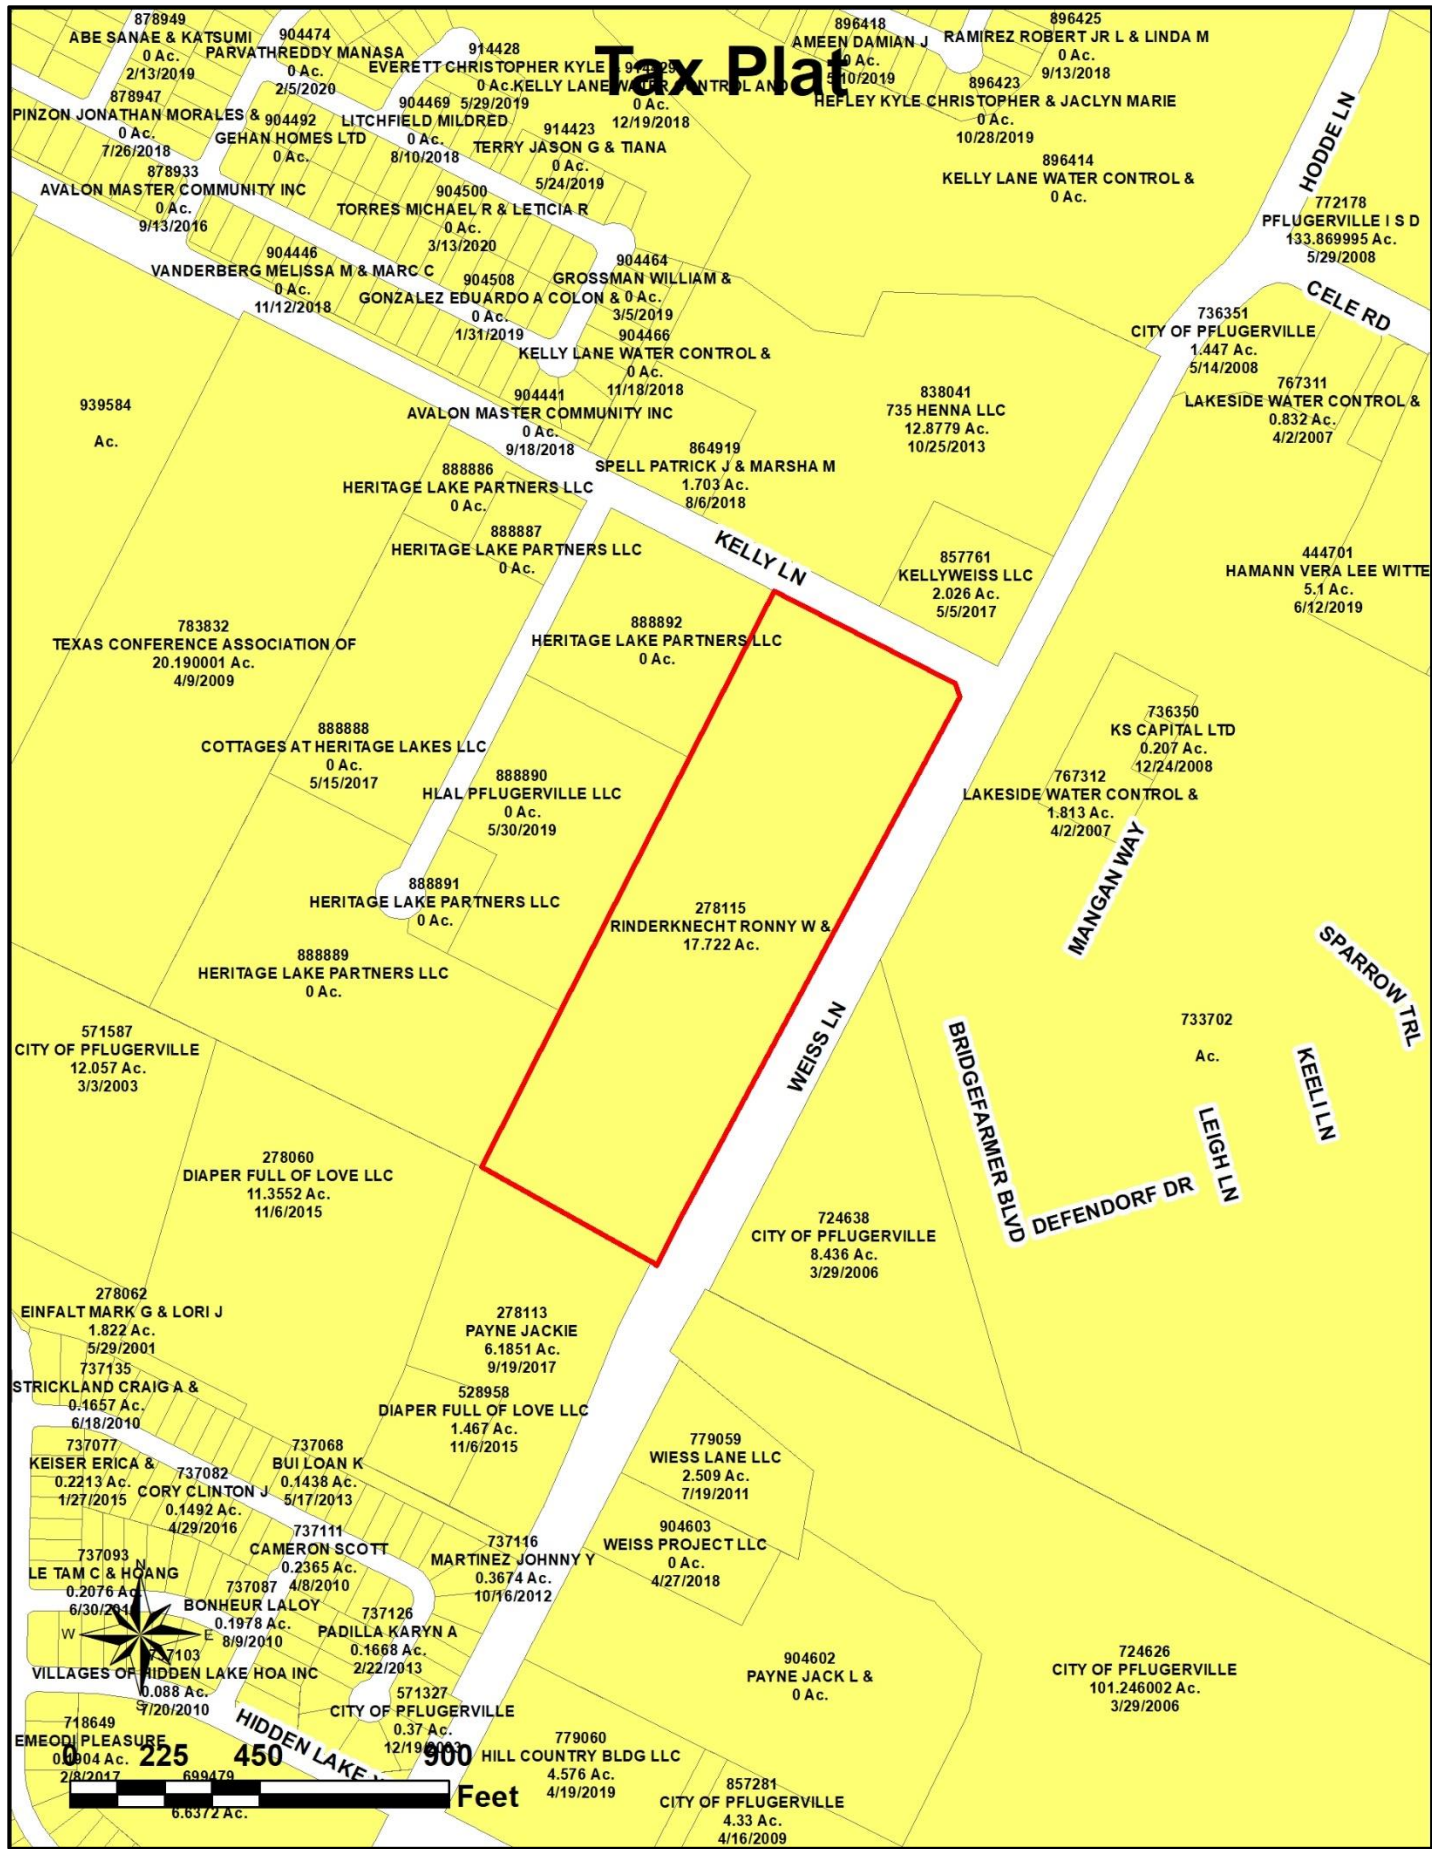 Tax Plat
878949
ABE SANAE & KATSUMI
0 Ac.
2/13/2019
904474
PARVATHREDDY MANASA
0 Ac.
2/5/2020
914428
EVERETT CHRISTOPHER KYLE
0 Ac.
5/29/2019
KELLY LANE WATER CONTROL AND
0 Ac.
12/19/2018
896418
AMEEN DAMIAN J
0 Ac.
5/10/2019
896425
RAMIREZ ROBERT JR L & LINDA M
0 Ac.
9/13/2018
896423
HEFLEY KYLE CHRISTOPHER & JACLYN MARIE
0 Ac.
10/28/2019
878947
PINZON JONATHAN MORALES &
0 Ac.
7/26/2018
904492
GEHAN HOMES LTD
0 Ac.
904469
LITCHFIELD MILDRED
0 Ac.
8/10/2018
914423
TERRY JASON G & TIANA
0 Ac.
5/24/2019
896414
KELLY LANE WATER CONTROL &
0 Ac.
HODDE LN
878933
AVALON MASTER COMMUNITY INC
0 Ac.
9/13/2016
904500
TORRES MICHAEL R & LETICIA R
0 Ac.
3/13/2020
772178
PFLUGERVILLE I S D
133.869995 Ac.
5/29/2008
904446
VANDERBERG MELISSA M & MARC C
0 Ac.
11/12/2018
904508
GONZALEZ EDUARDO A COLON &
0 Ac.
1/31/2019
904464
GROSSMAN WILLIAM &
0 Ac.
3/5/2019
CELE RD
736351
CITY OF PFLUGERVILLE
1.447 Ac.
5/14/2008
904466
KELLY LANE WATER CONTROL &
0 Ac.
11/18/2018
767311
LAKESIDE WATER CONTROL &
0.832 Ac.
4/2/2007
939584
Ac.
904441
AVALON MASTER COMMUNITY INC
0 Ac.
9/18/2018
838041
735 HENNA LLC
12.8779 Ac.
10/25/2013
864919
SPELL PATRICK J & MARSHA M
1.703 Ac.
8/6/2018
888886
HERITAGE LAKE PARTNERS LLC
0 Ac.
888887
HERITAGE LAKE PARTNERS LLC
0 Ac.
KELLY LN
857761
KELLYWEISS LLC
2.026 Ac.
5/5/2017
444701
HAMANN VERA LEE WITTE
5.1 Ac.
6/12/2019
783832
TEXAS CONFERENCE ASSOCIATION OF
20.190001 Ac.
4/9/2009
888892
HERITAGE LAKE PARTNERS LLC
0 Ac.
888888
COTTAGES AT HERITAGE LAKES LLC
0 Ac.
5/15/2017
736350
KS CAPITAL LTD
0.207 Ac.
12/24/2008
888890
HLAL PFLUGERVILLE LLC
0 Ac.
5/30/2019
767312
LAKESIDE WATER CONTROL &
1.813 Ac.
4/2/2007
MANGAN WAY
888891
HERITAGE LAKE PARTNERS LLC
0 Ac.
278115
RINDERKNECHT RONNY W &
17.722 Ac.
SPARROW TRL
888889
HERITAGE LAKE PARTNERS LLC
0 Ac.
WEISS LN
733702
Ac.
571587
CITY OF PFLUGERVILLE
12.057 Ac.
3/3/2003
BRIDGEFARMER BLVD
KEELI LN
LEIGH LN
DEFENDORF DR
278060
DIAPER FULL OF LOVE LLC
11.3552 Ac.
11/6/2015
724638
CITY OF PFLUGERVILLE
8.436 Ac.
3/29/2006
278062
EINFALT MARK G & LORI J
1.822 Ac.
5/29/2001
278113
PAYNE JACKIE
6.1851 Ac.
9/19/2017
737135
STRICKLAND CRAIG A &
0.1657 Ac.
6/18/2010
528958
DIAPER FULL OF LOVE LLC
1.467 Ac.
11/6/2015
737077
KEISER ERICA &
0.2213 Ac.
1/27/2015
737082
CORY CLINTON J
0.1492 Ac.
4/29/2016
737068
BUI LOAN K
0.1438 Ac.
5/17/2013
779059
WIESS LANE LLC
2.509 Ac.
7/19/2011
737111
CAMERON SCOTT
0.2365 Ac.
4/8/2010
737116
MARTINEZ JOHNNY Y
0.3674 Ac.
10/16/2012
904603
WEISS PROJECT LLC
0 Ac.
4/27/2018
737093
LE TAM C & HOANG
0.2076 Ac.
737087
BONHEUR LALOY
0.1978 Ac.
8/9/2010
737126
PADILLA KARYN A
0.1668 Ac.
2/22/2013
N
W
E
S
VILLAGES OF HIDDEN LAKE HOA INC
0.088 Ac.
7/20/2010
904602
PAYNE JACK L &
0 Ac.
724626
CITY OF PFLUGERVILLE
101.246002 Ac.
3/29/2006
571327
CITY OF PFLUGERVILLE
0.37 Ac.
HIDDEN LAKE
718649
EMEODI PLEASURE
2/8/2017
779060
HILL COUNTRY BLDG LLC
4.576 Ac.
4/19/2019
857281
CITY OF PFLUGERVILLE
4.33 Ac.
4/16/2009
699479
6.6372 Ac.
0 225 450 900
Feet